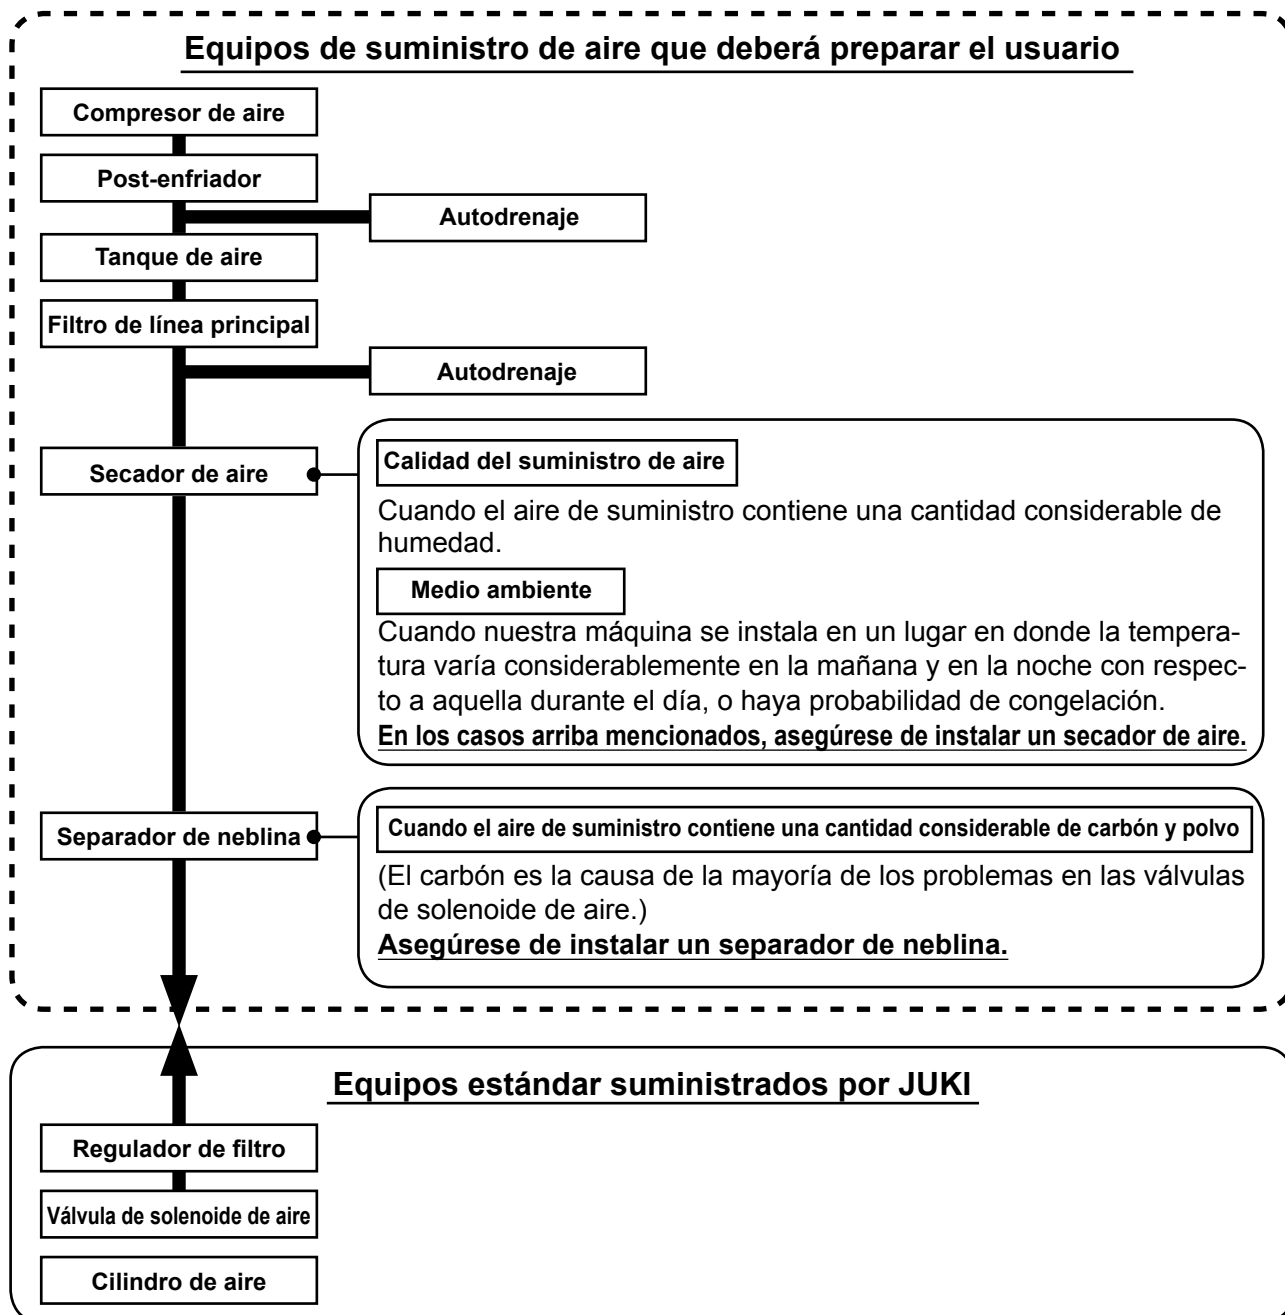 Equipos de suministro de aire que deberá preparar el usuario
Compresor de aire
Post-enfriador
Autodrenaje
Tanque de aire
Filtro de línea principal
Autodrenaje
Secador de aire
Calidad del suministro de aire
Cuando el aire de suministro contiene una cantidad considerable de
humedad.
Medio ambiente
Cuando nuestra máquina se instala en un lugar en donde la tempera-
tura varía considerablemente en la mañana y en la noche con respec-
to a aquella durante el día, o haya probabilidad de congelación.
En los casos arriba mencionados, asegúrese de instalar un secador de aire.
Separador de neblina
Cuando el aire de suministro contiene una cantidad considerable de carbón y polvo
(El carbón es la causa de la mayoría de los problemas en las válvulas
de solenoide de aire.)
Asegúrese de instalar un separador de neblina.
Equipos estándar suministrados por JUKI
Regulador de filtro
Válvula de solenoide de aire
Cilindro de aire